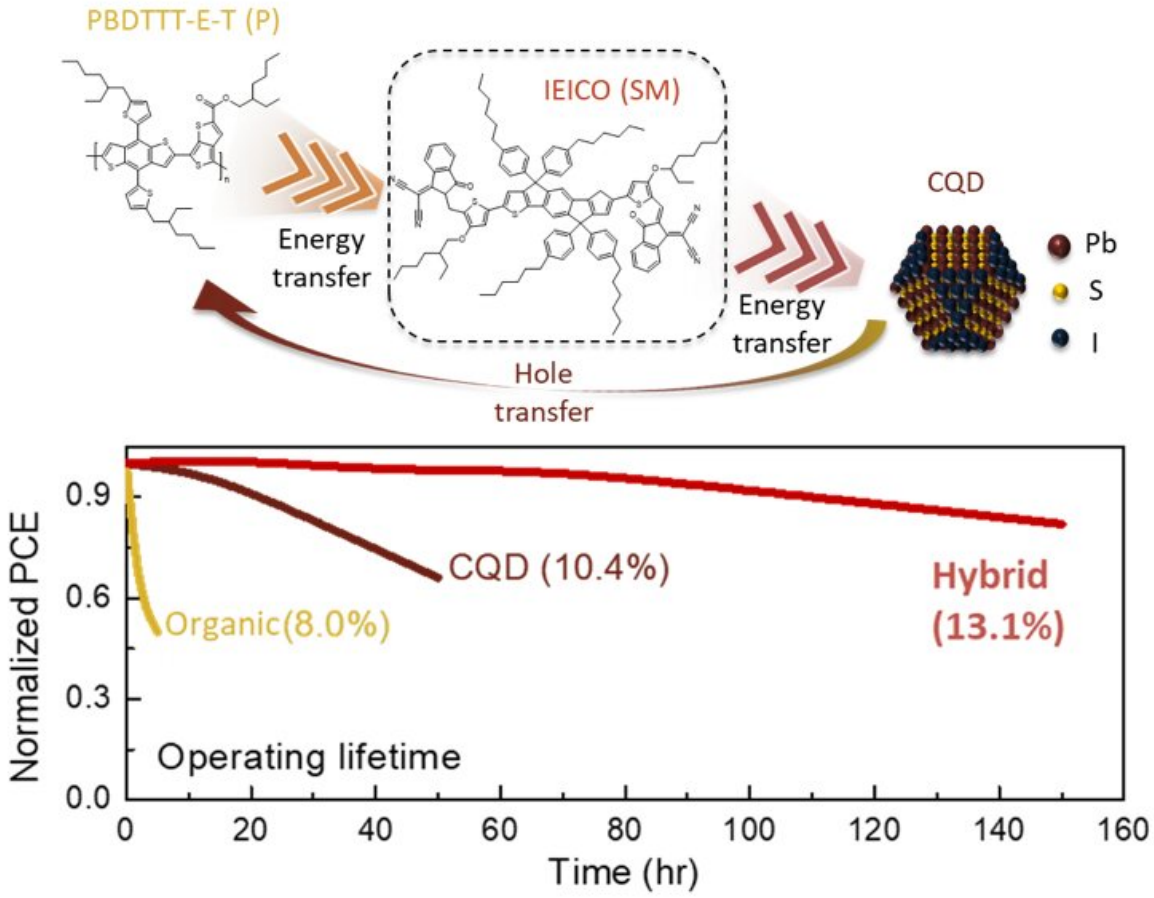 PBDTTT-E-T (P)
IEICO (SM)
CQD
Pb
S
I
Energy
transfer
Energy
transfer
Hole
transfer
S
S
S
S
S
S
O
O
n
N
N
O
S
O
S
S
O
S
O
N
N
Normalized PCE
0.9
0.6
0.3
0.0
CQD (10.4%)
Organic(8.0%)
Hybrid
(13.1%)
Operating lifetime
0
20
40
60
80
100
120
140
160
Time (hr)